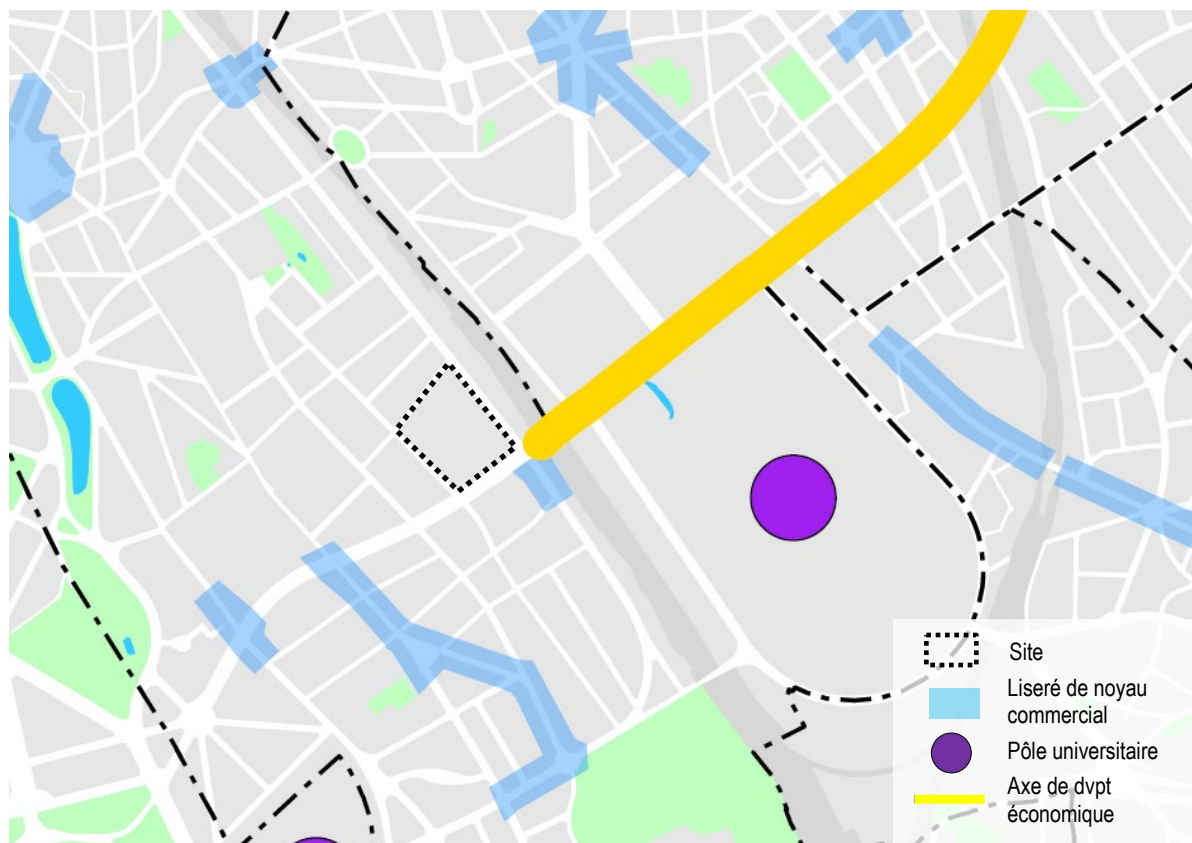 Site
Liseré de noyau
commercial
Pôle universitaire
Axe de dvpt
économique